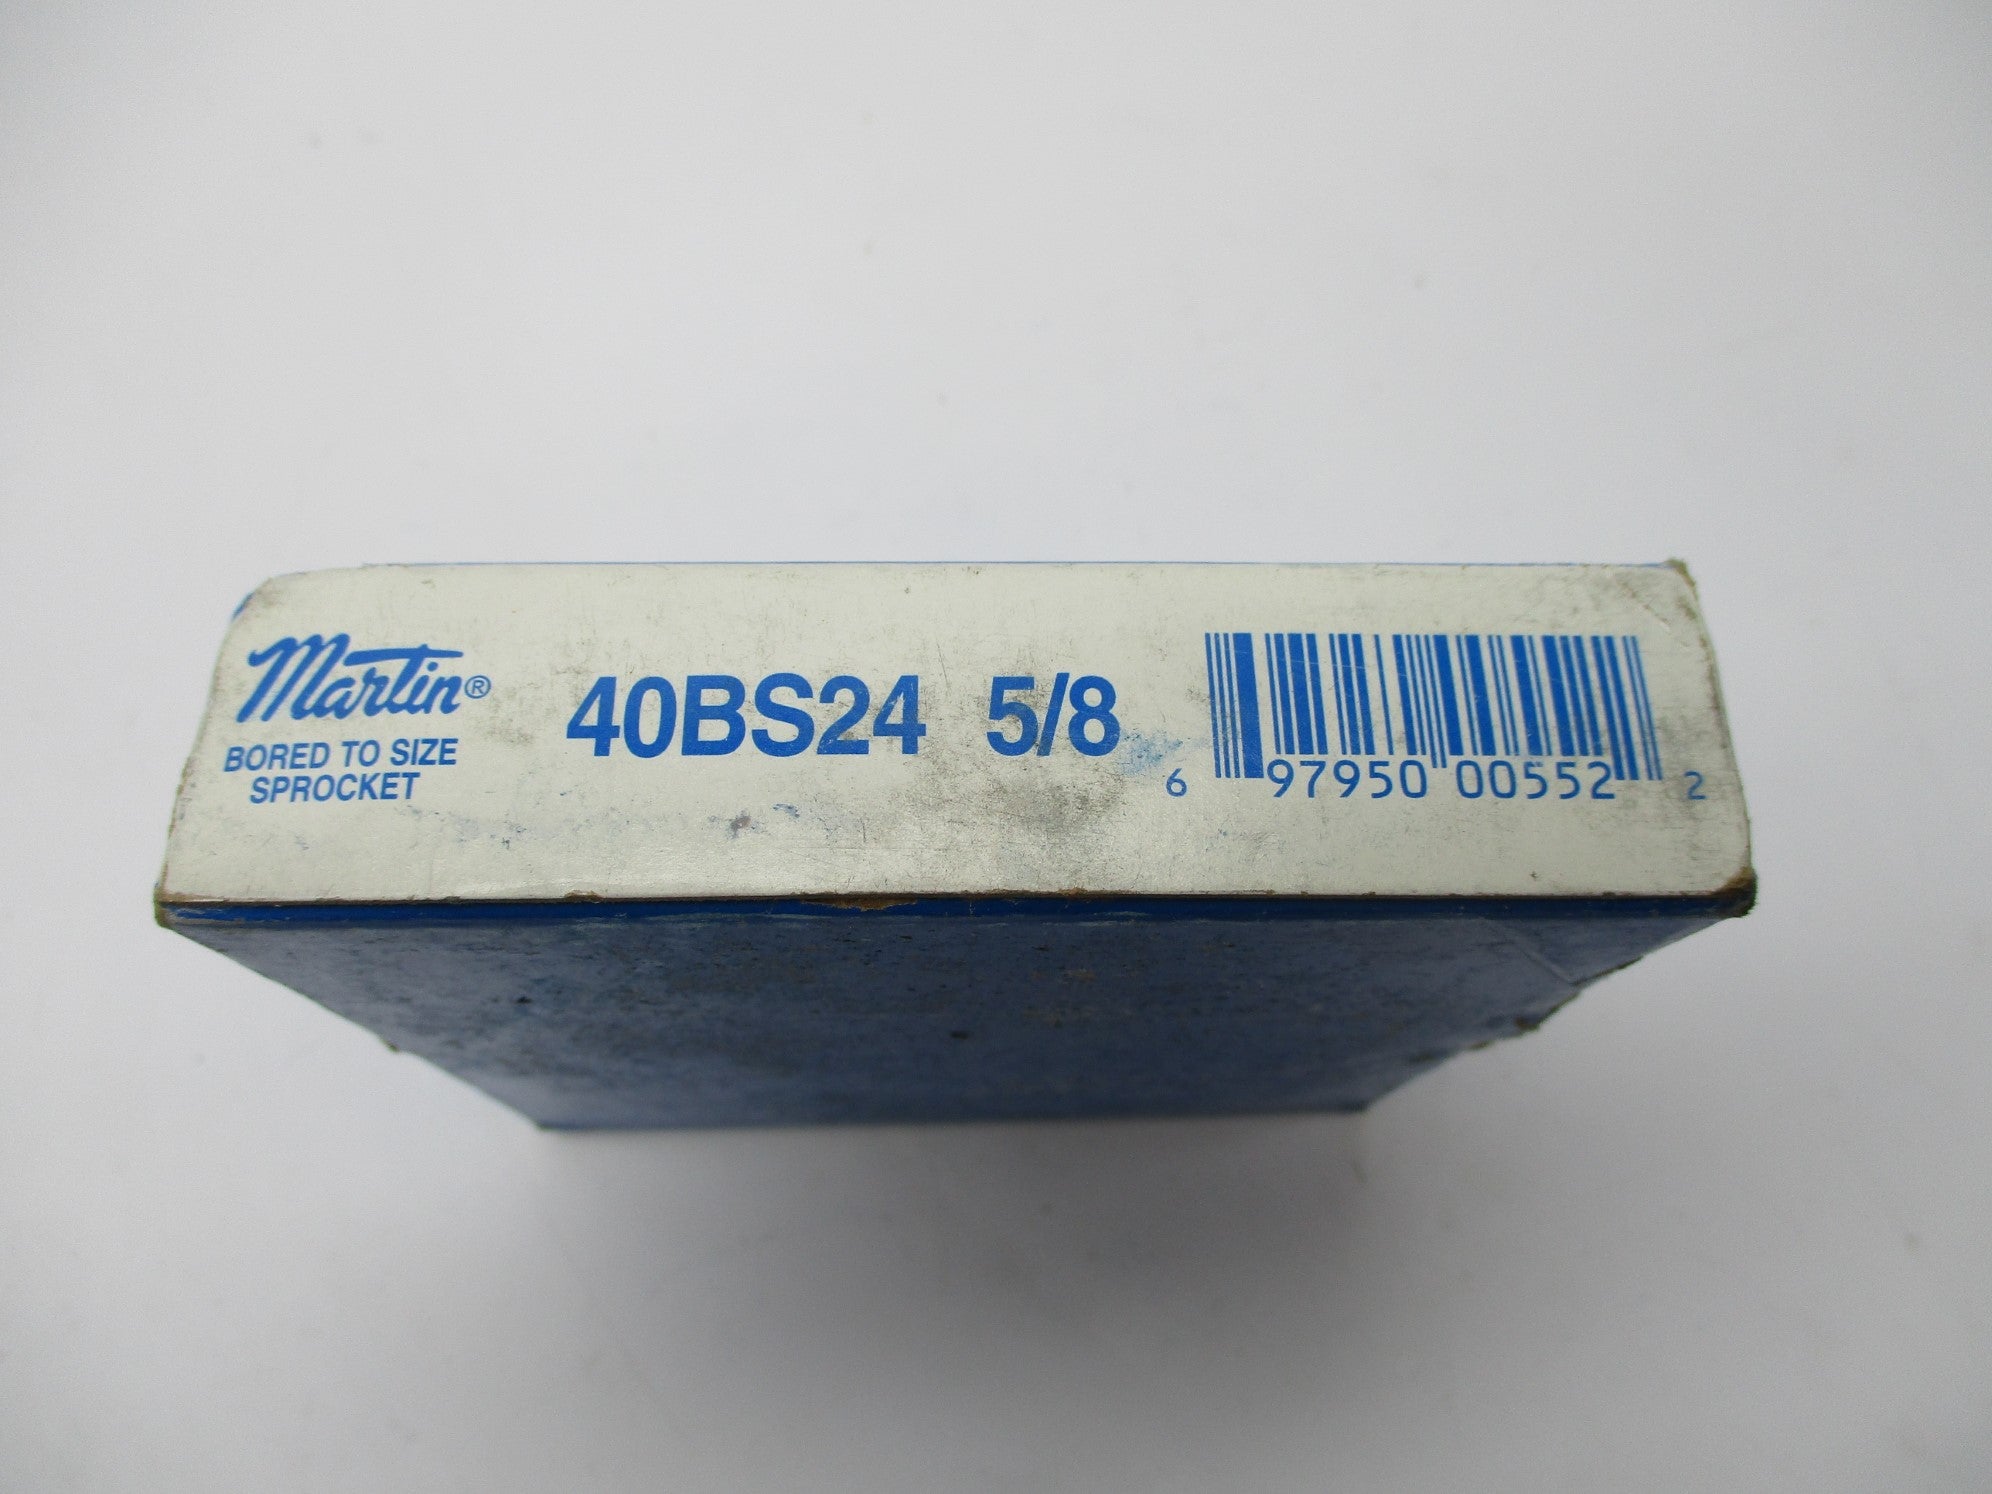 Martin®
BORED TO SIZE
SPROCKET
40BS24 5/8
6 97950 00552 2